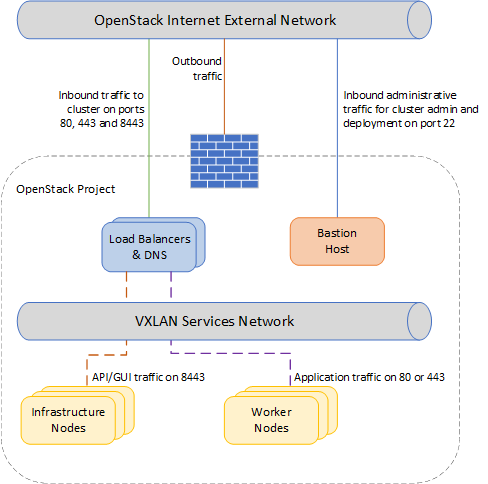 OpenStack Internet External Network
Outbound
traffic
Inbound traffic to
cluster on ports
80, 443 and 8443
Inbound administrative
traffic for cluster admin and
deployment on port 22
OpenStack Project
Load Balancers
& DNS
Bastion
Host
VXLAN Services Network
API/GUI traffic on 8443
Application traffic on 80 or 443
Infrastructure
Nodes
Worker
Nodes